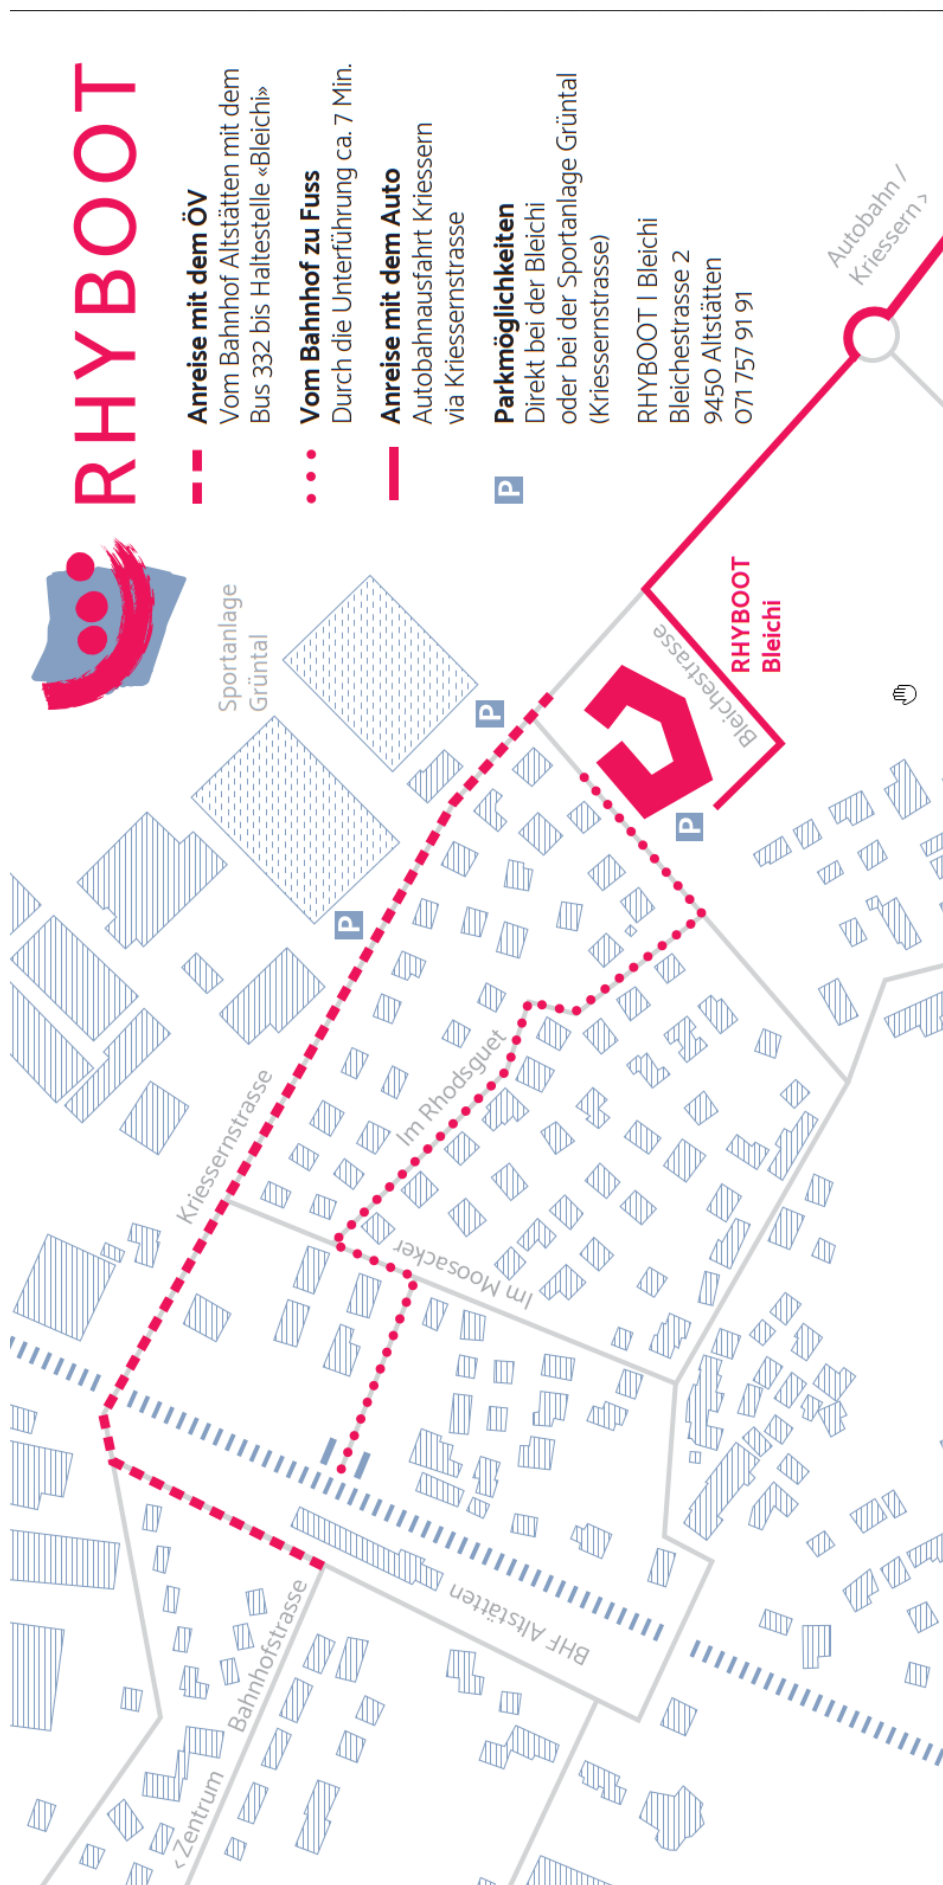 RHYBOOT
Anreise mit dem ÖV
Vom Bahnhof Altstätten mit dem
Bus 332 bis Haltestelle «Bleichi»
Vom Bahnhof zu Fuss
Durch die Unterführung ca. 7 Min.
Anreise mit dem Auto
Autobahnausfahrt Kriessern
via Kriessernstrasse
P
Parkmöglichkeiten
Direkt bei der Bleichi
oder bei der Sportanlage Grüntal
(Kriessernstrasse)
RHYBOOT I Bleichi
Bleichestrasse 2
9450 Altstätten
071 757 91 91
Sportanlage
Grüntal
P
P
P
Kriessernstrasse
Im Rhodsguet
Im Moosacker
Bleichestrasse
RHYBOOT
Bleichi
Autobahn /
Kriessern >
BHF Altstätten
Bahnhofstrasse
< Zentrum